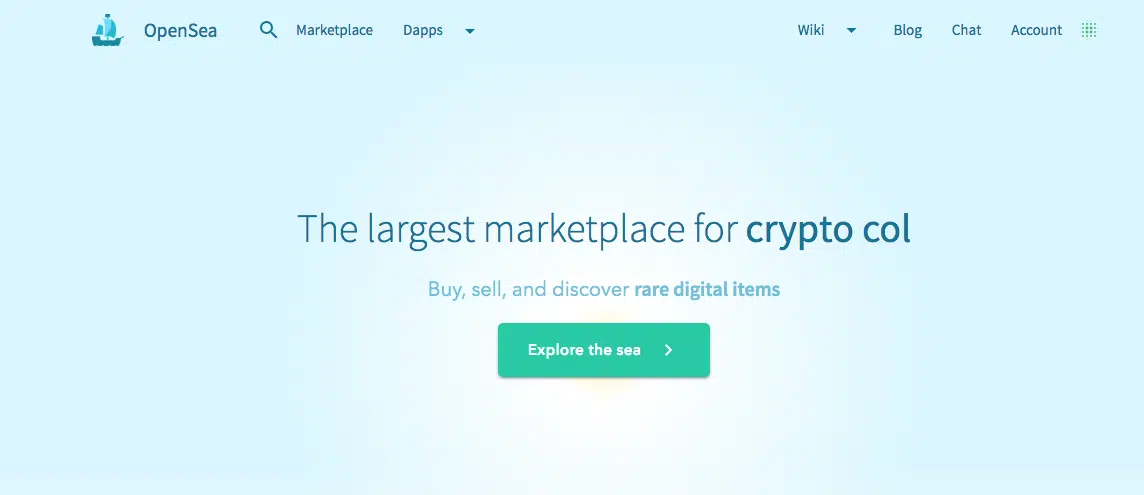 OpenSea Marketplace Dapps Wiki Blog Chat Account
The largest marketplace for crypto col
Buy, sell, and discover rare digital items
Explore the sea